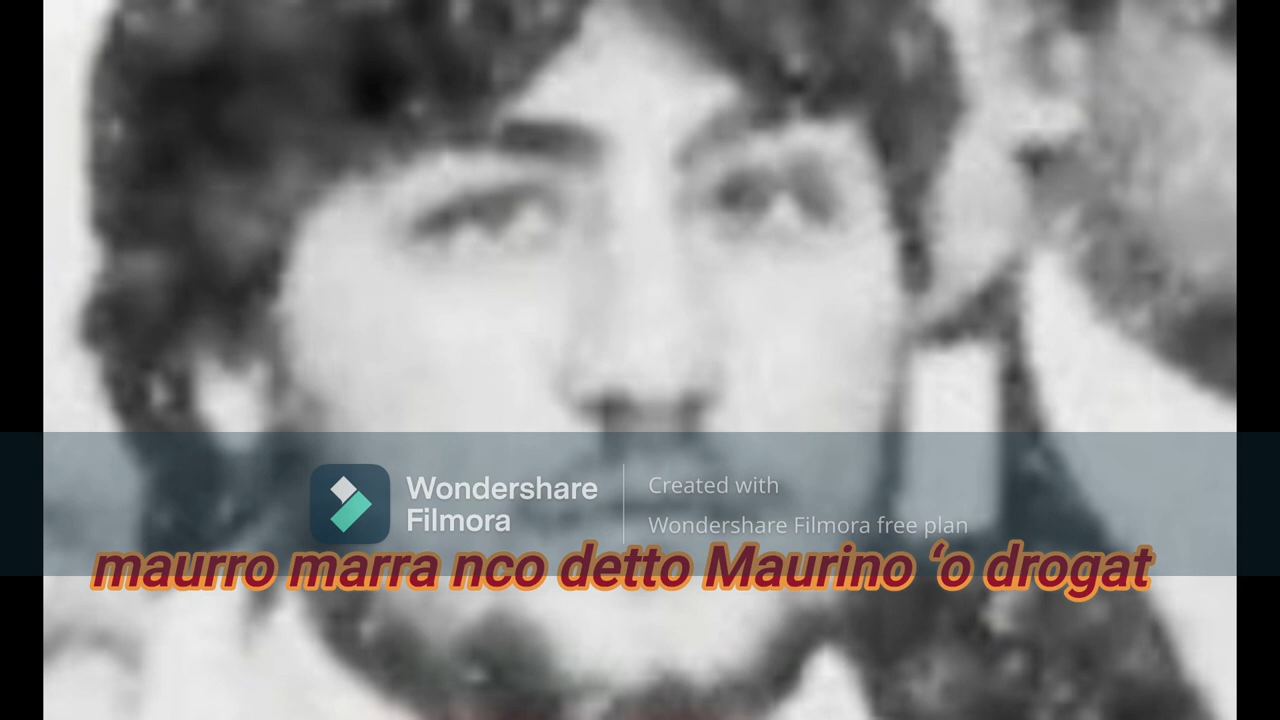 Wondershare
Filmora
Created with
Wondershare Filmora free plan
maurro marra nco detto Maurino ‘o drogat